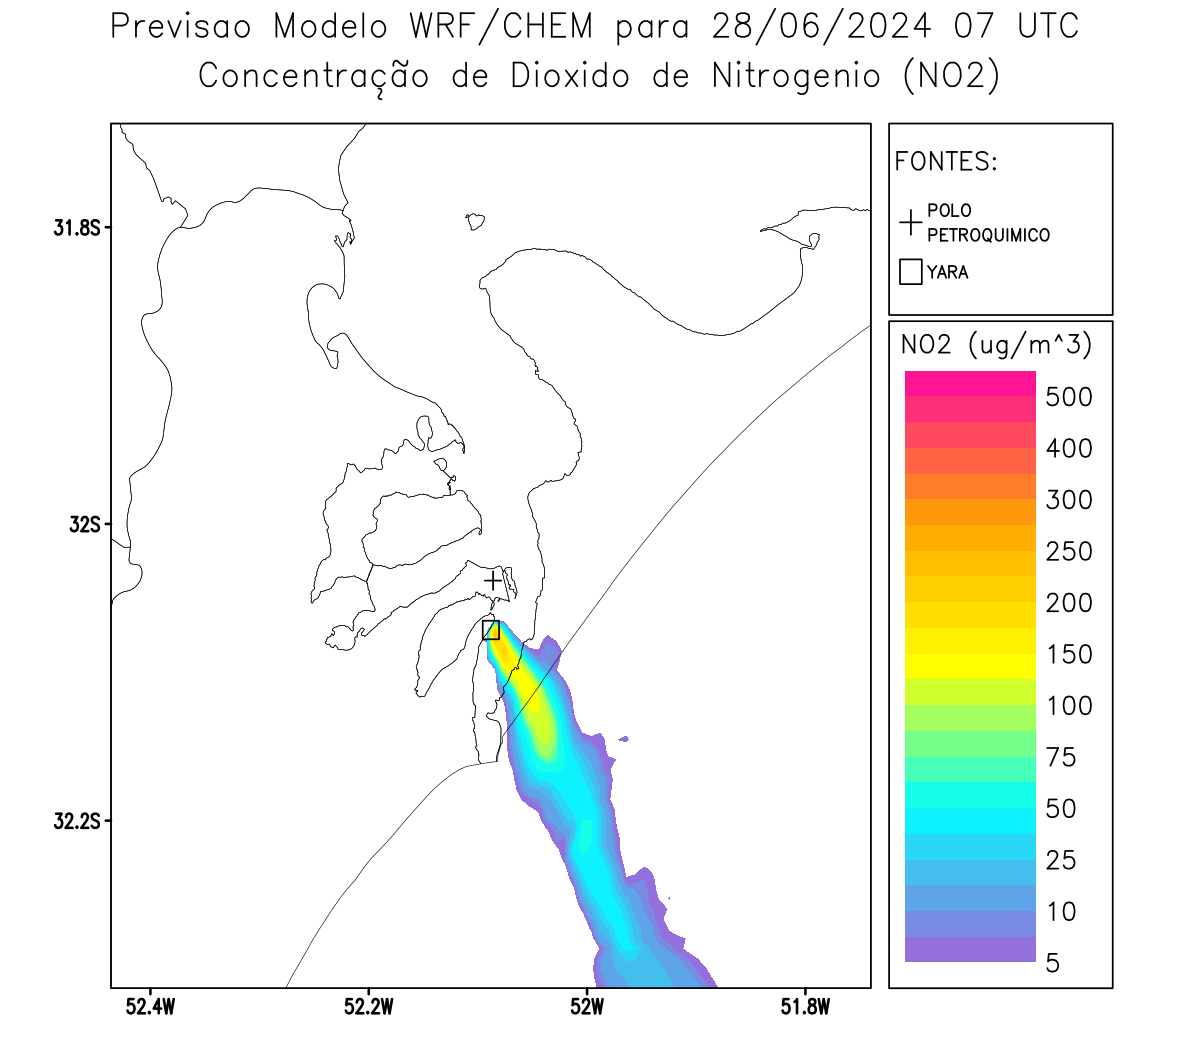 Previsao Modelo WRF/CHEM para 28/06/2024 07 UTC
Concentração de Dioxido de Nitrogenio (NO2)
FONTES:
POLO
PETROQUIMICO
YARA
NO2 (ug/m^3)
500
400
300
250
200
150
100
75
50
25
10
5
31.8S
32S
32.2S
52.4W
52.2W
52W
51.8W